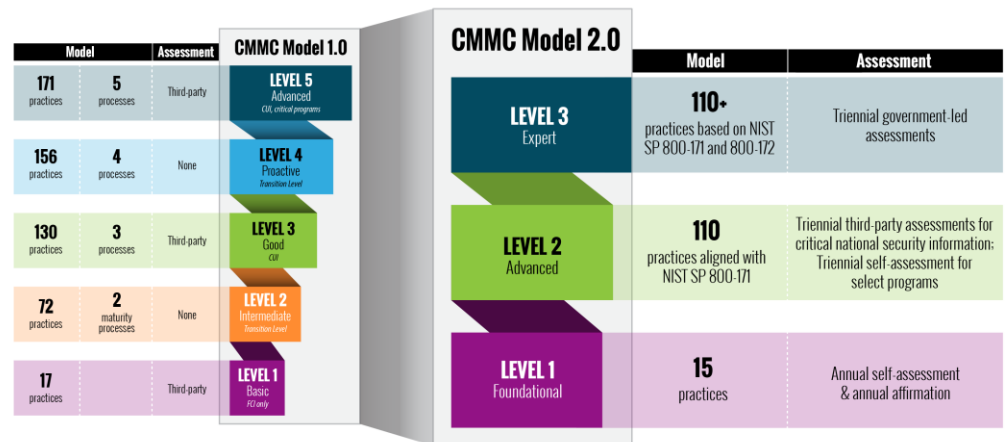 CMMC Model 1.0
Model
Assessment
171
practices
5
processes
Third-party
LEVEL 5
Advanced
CUI, critical programs
156
practices
4
processes
None
LEVEL 4
Proactive
Transition Level
130
practices
3
processes
Third-party
LEVEL 3
Good
CUI
72
practices
2
maturity
processes
None
LEVEL 2
Intermediate
Transition Level
17
practices
Third-party
LEVEL 1
Basic
FCI only
CMMC Model 2.0
Model
Assessment
LEVEL 3
Expert
110+
practices based on NIST
SP 800-171 and 800-172
Triennial government-led
assessments
LEVEL 2
Advanced
110
practices aligned with
NIST SP 800-171
Triennial third-party assessments for
critical national security information;
Triennial self-assessment for
select programs
LEVEL 1
Foundational
15
practices
Annual self-assessment
& annual affirmation